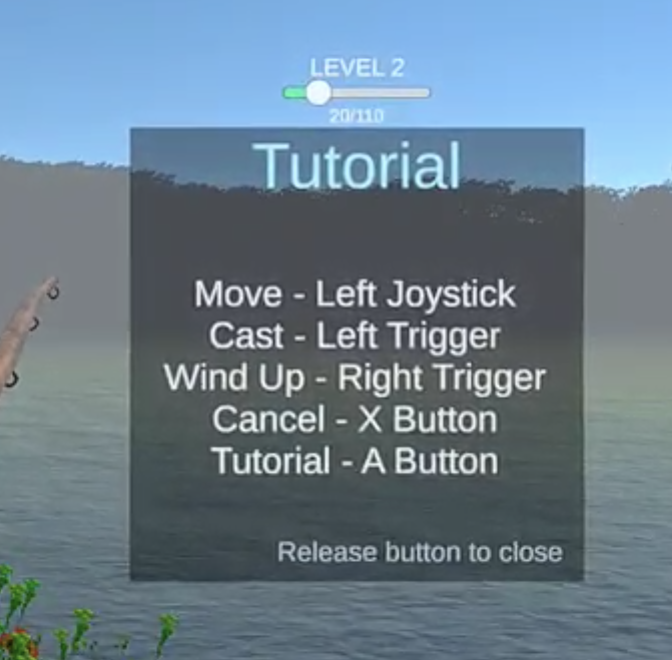 LEVEL 2
20/110
Tutorial
Move - Left Joystick
Cast - Left Trigger
Wind Up - Right Trigger
Cancel - X Button
Tutorial - A Button
Release button to close